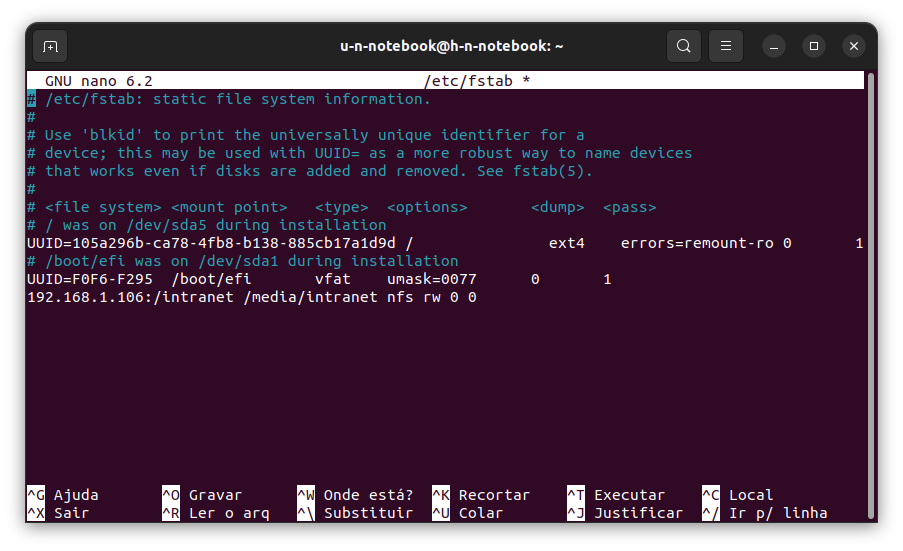 u-n-notebook@h-n-notebook: ~
GNU nano 6.2 /etc/fstab *
# /etc/fstab: static file system information.
#
# Use 'blkid' to print the universally unique identifier for a
# device; this may be used with UUID= as a more robust way to name devices
# that works even if disks are added and removed. See fstab(5).
#
# <file system> <mount point>   <type>  <options>       <dump>  <pass>
# / was on /dev/sda5 during installation
UUID=105a296b-ca78-4fb8-b138-885cb17a1d9d /               ext4    errors=remount-ro 0       1
# /boot/efi was on /dev/sda1 during installation
UUID=F0F6-F295  /boot/efi       vfat    umask=0077      0       1
192.168.1.106:/intranet /media/intranet nfs rw 0 0
^G Ajuda ^O Gravar ^W Onde está? ^K Recortar ^T Executar ^C Local
^X Sair ^R Ler o arq ^\ Substituir ^U Colar ^J Justificar ^/ Ir p/ linha